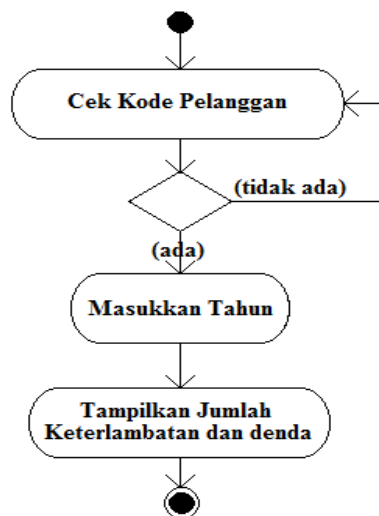 Cek Kode Pelanggan
(tidak ada)
(ada)
Masukkan Tahun
Tampilkan Jumlah
Keterlambatan dan denda